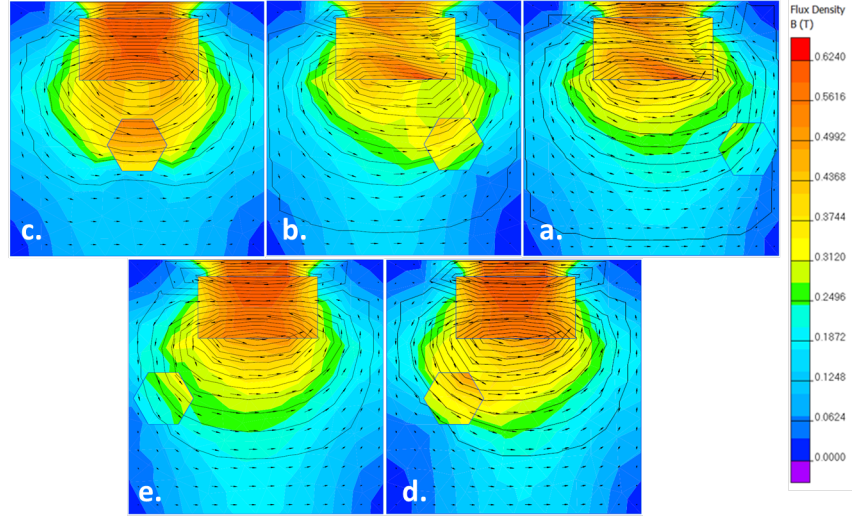 Flux Density
B (T)
0.6240
0.5616
0.4992
0.4368
0.3744
0.3120
0.2496
0.1872
0.1248
0.0624
0.0000
c.
b.
a.
e.
d.